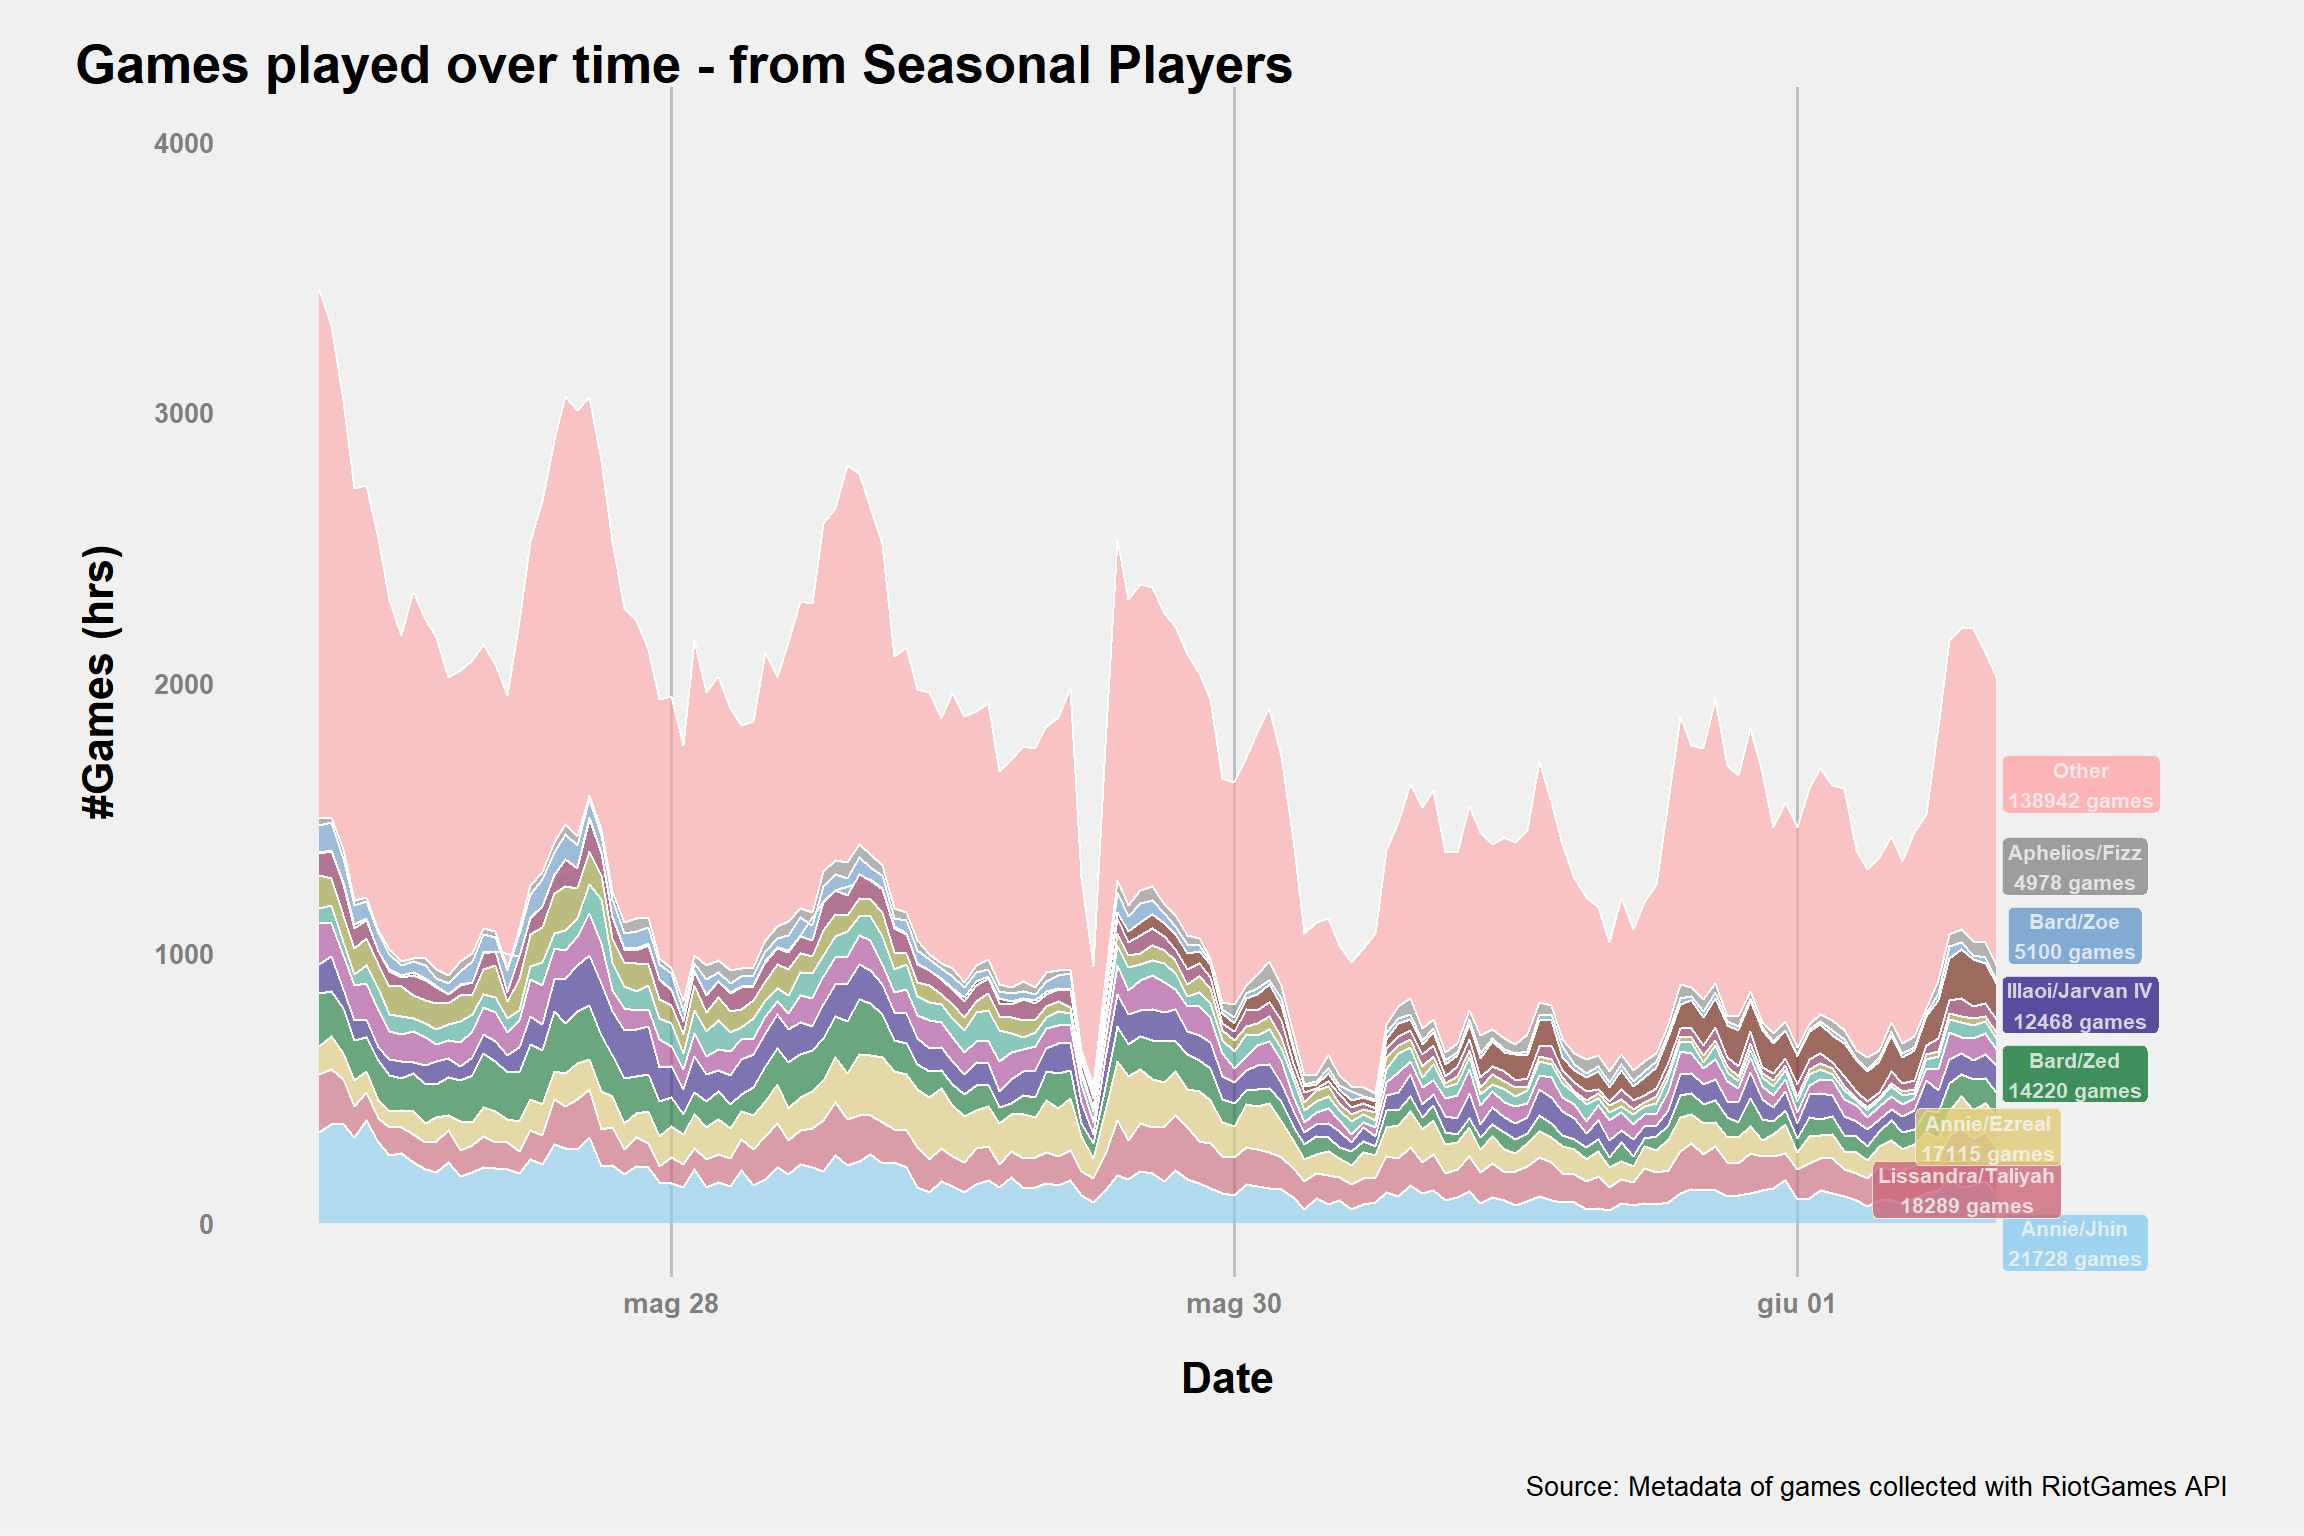 Games played over time - from Seasonal Players
#Games (hrs)
4000
3000
2000
1000
0
mag 28
mag 30
giu 01
Date
Other
138942 games
Aphelios/Fizz
4978 games
Bard/Zoe
5100 games
Illaoi/Jarvan IV
12468 games
Bard/Zed
14220 games
Annie/Ezreal
17115 games
Lissandra/Taliyah
18289 games
Annie/Jhin
21728 games
Source: Metadata of games collected with RiotGames API